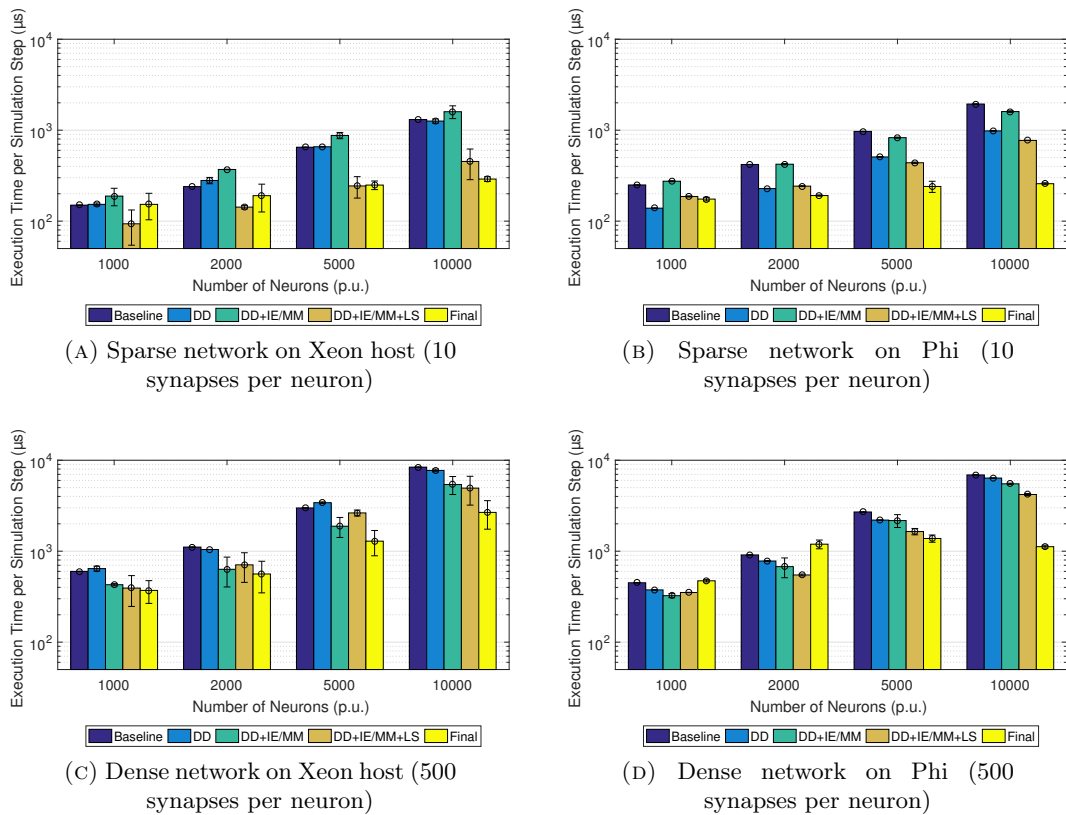 Execution Time per Simulation Step (µs)
10^4
10^3
10^2
1000 2000 5000 10000
Number of Neurons (p.u.)
Baseline DD DD+IE/MM DD+IE/MM+LS Final
(A) Sparse network on Xeon host (10
synapses per neuron)
Execution Time per Simulation Step (µs)
10^4
10^3
10^2
1000 2000 5000 10000
Number of Neurons (p.u.)
Baseline DD DD+IE/MM DD+IE/MM+LS Final
(B) Sparse network on Phi (10
synapses per neuron)
Execution Time per Simulation Step (µs)
10^4
10^3
10^2
1000 2000 5000 10000
Number of Neurons (p.u.)
Baseline DD DD+IE/MM DD+IE/MM+LS Final
(C) Dense network on Xeon host (500
synapses per neuron)
Execution Time per Simulation Step (µs)
10^4
10^3
10^2
1000 2000 5000 10000
Number of Neurons (p.u.)
Baseline DD DD+IE/MM DD+IE/MM+LS Final
(D) Dense network on Phi (500
synapses per neuron)